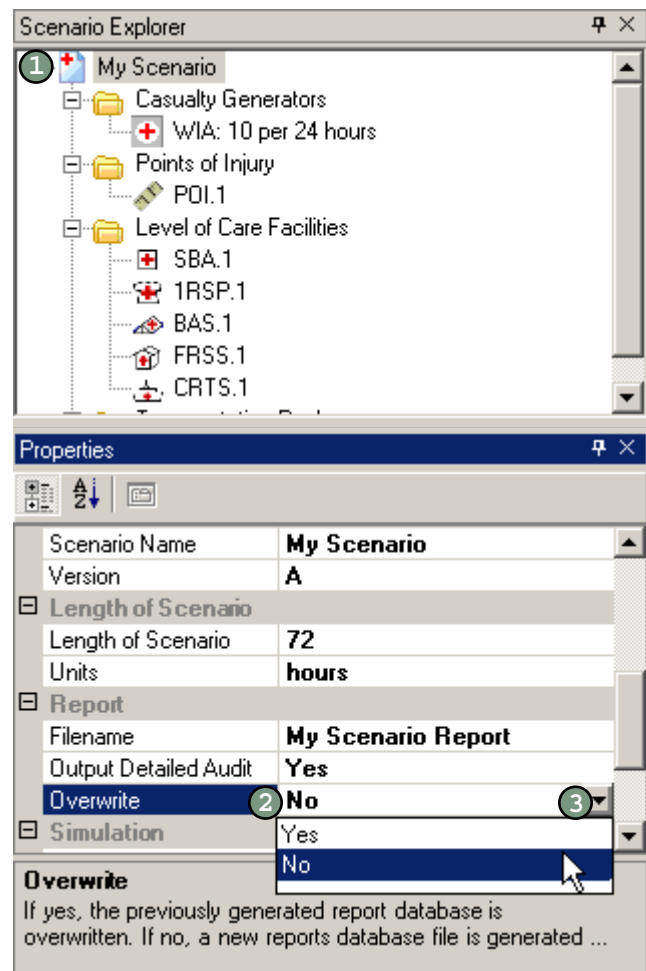 Scenario Explorer
1 My Scenario
Casualty Generators
WIA: 10 per 24 hours
Points of Injury
POI.1
Level of Care Facilities
SBA.1
1RSP.1
BAS.1
FRSS.1
CRTS.1
Properties
Scenario Name My Scenario
Version A
Length of Scenario
Length of Scenario 72
Units hours
Report
Filename My Scenario Report
Output Detailed Audit Yes
Overwrite 2 No 3
Simulation
Yes
No
Overwrite
If yes, the previously generated report database is
overwritten. If no, a new reports database file is generated ...